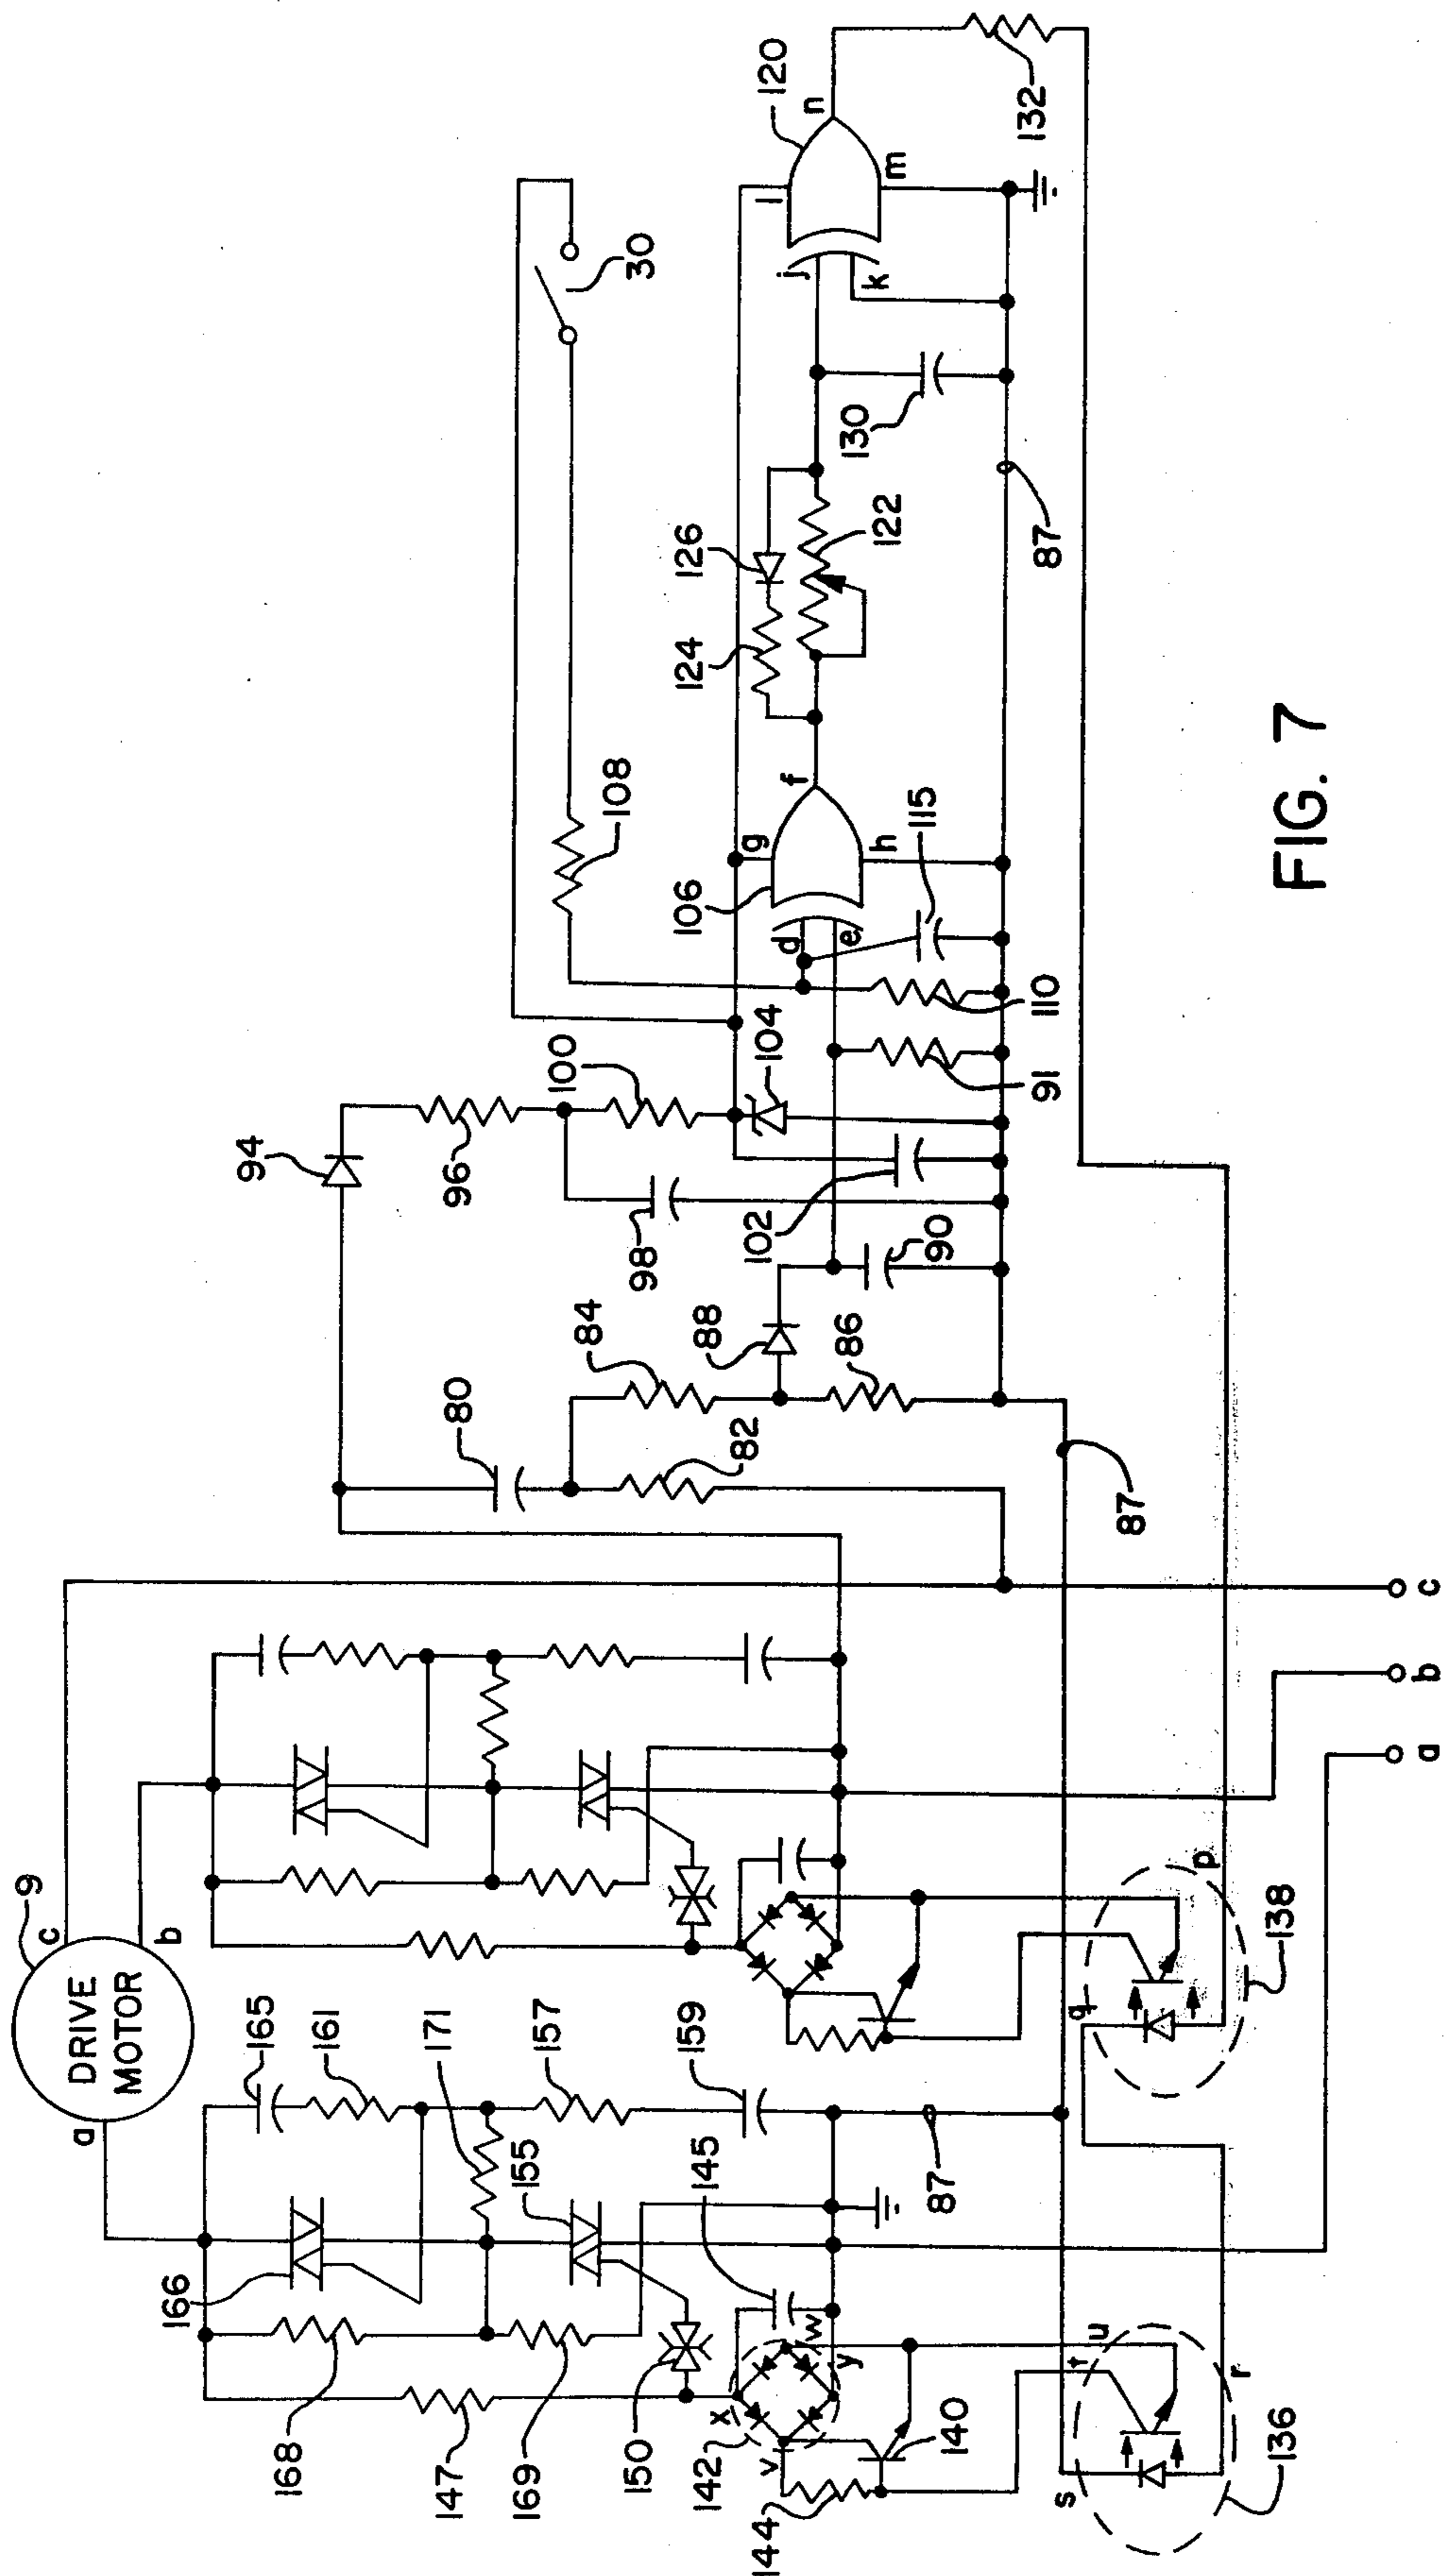 9
DRIVE
MOTOR
a
b
c
165
161
171
157
159
155
145
166
168
147
169
150
142
144
140
x
v
w
y
87
s
t
u
r
136
q
p
138
a
b
c
80
82
84
86
88
90
87
94
96
98
100
102
104
91
110
115
106
d
e
f
g
h
108
30
124
126
122
130
87
j
k
l
m
n
120
132
FIG. 7